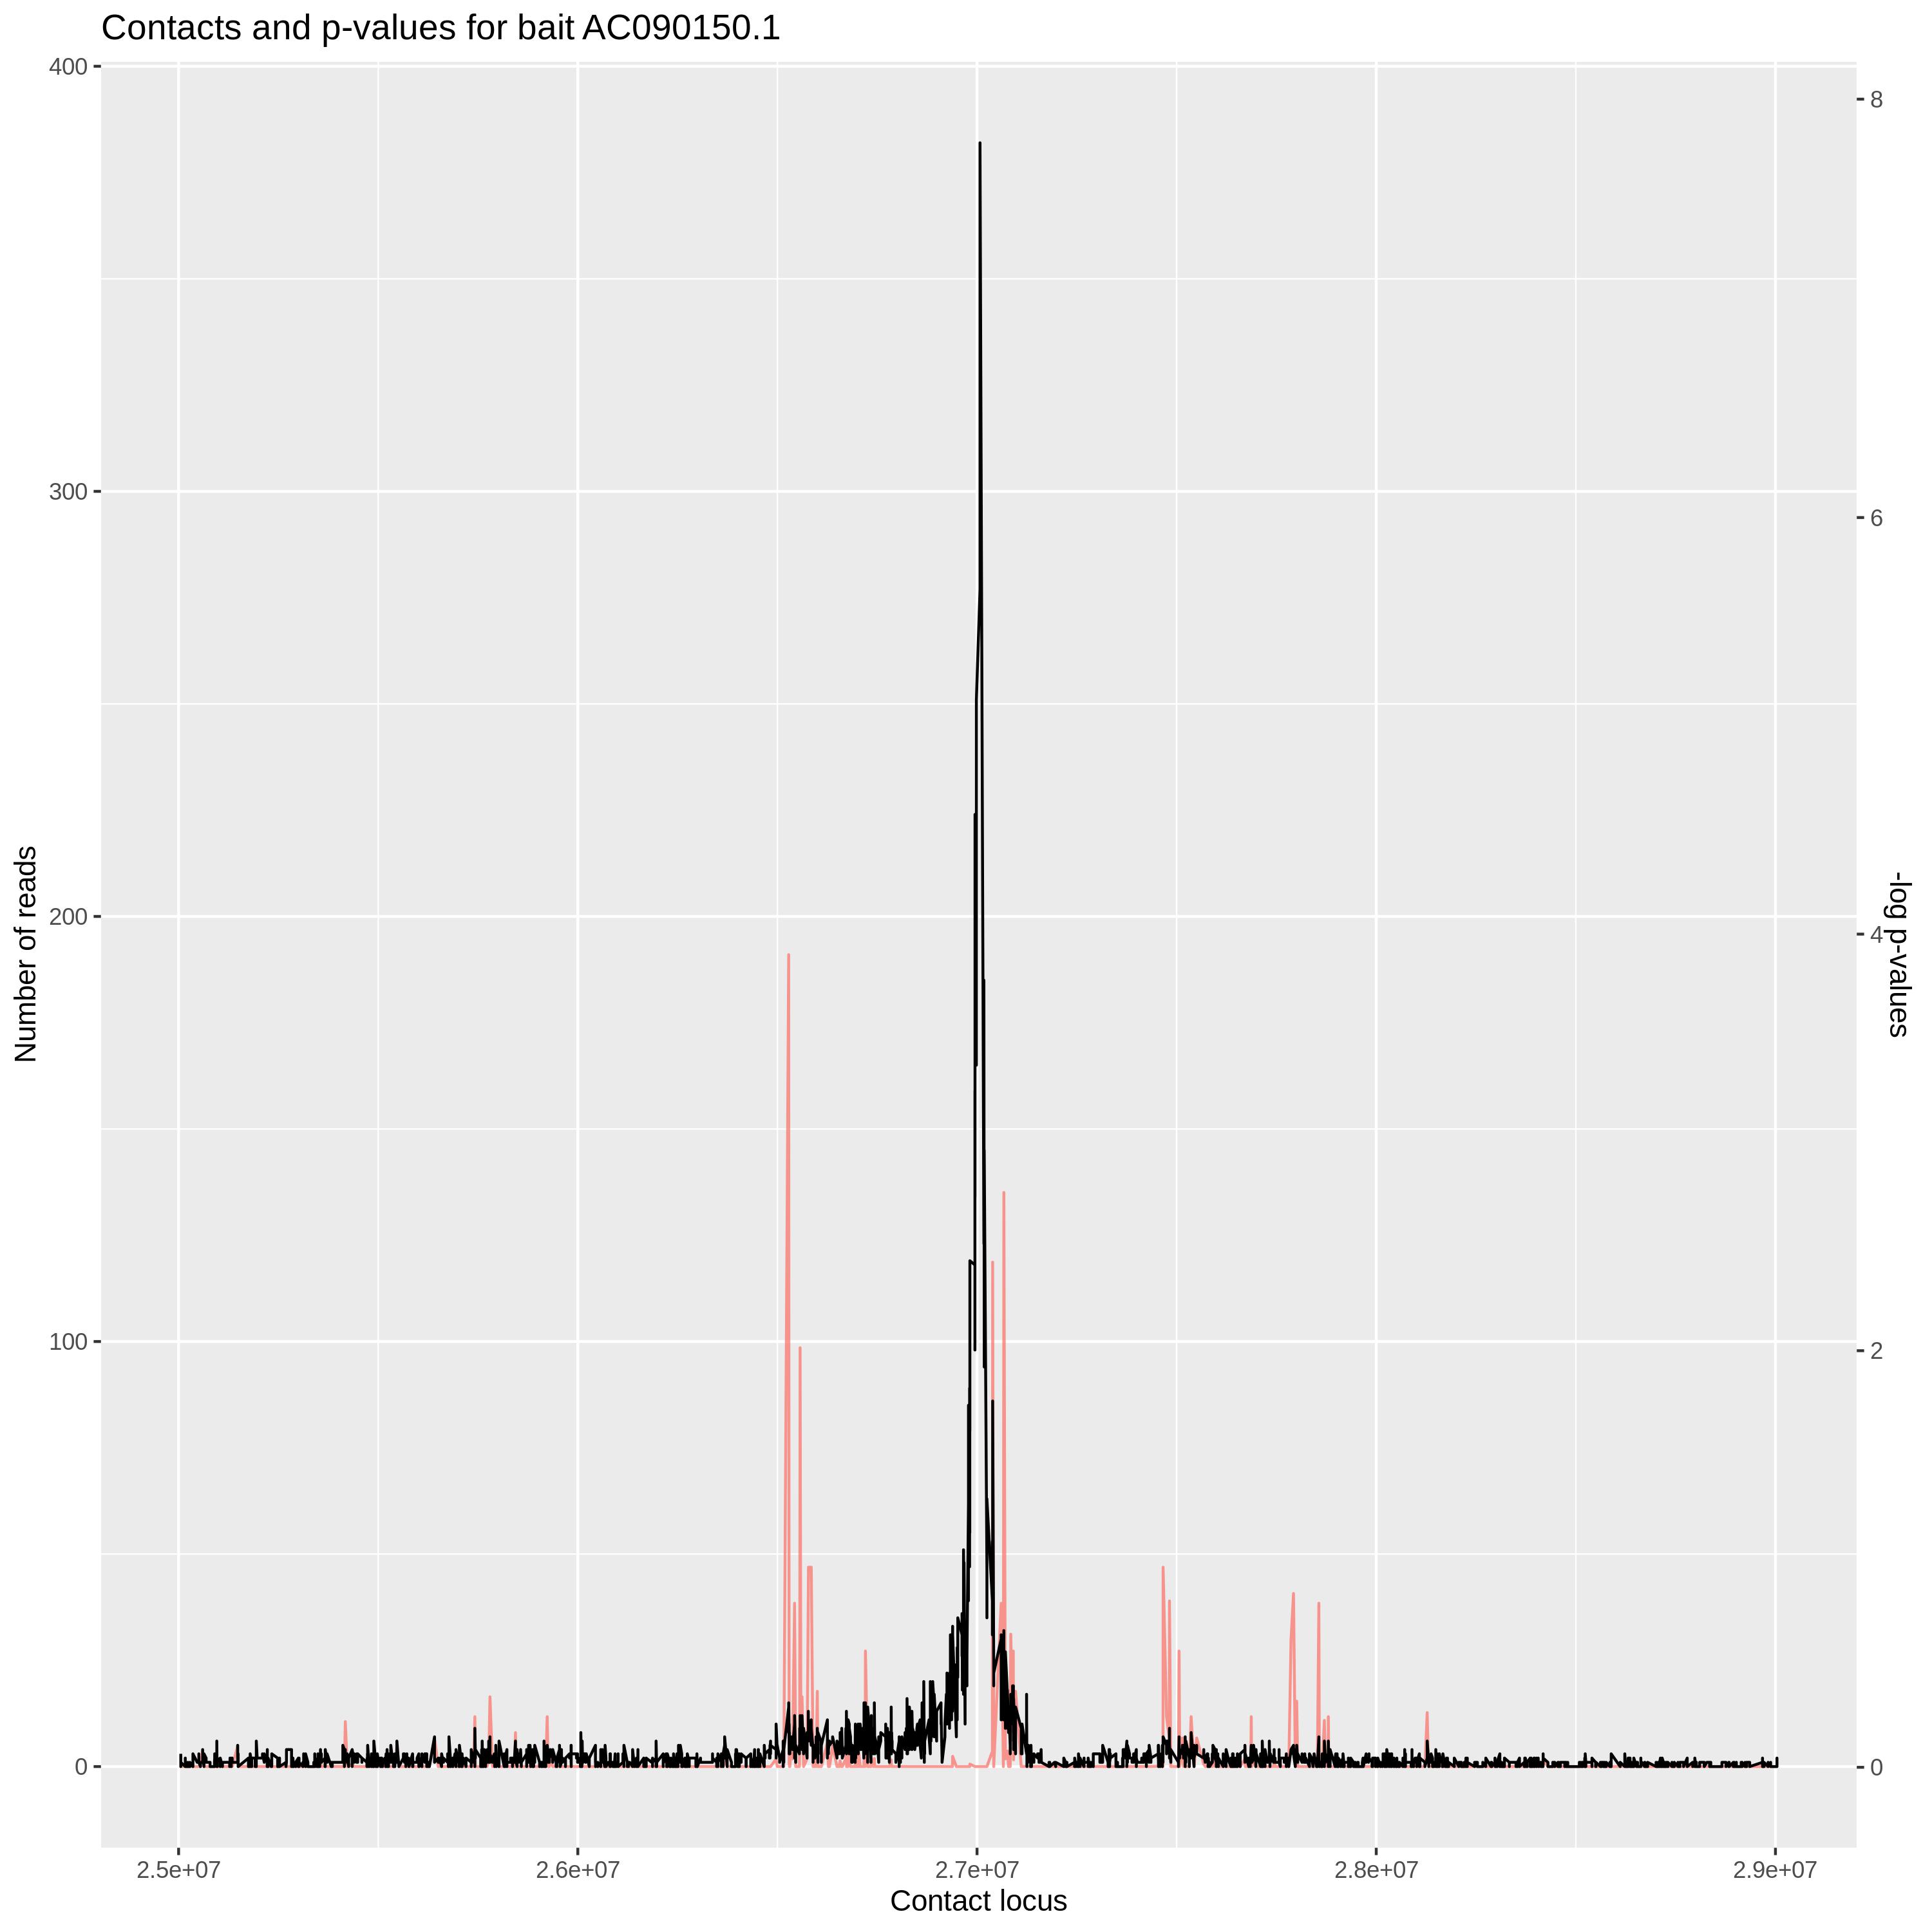 Contacts and p-values for bait AC090150.1
400
300
200
100
0
Number of reads
8
6
4
2
0
-log p-values
2.5e+07
2.6e+07
2.7e+07
2.8e+07
2.9e+07
Contact locus